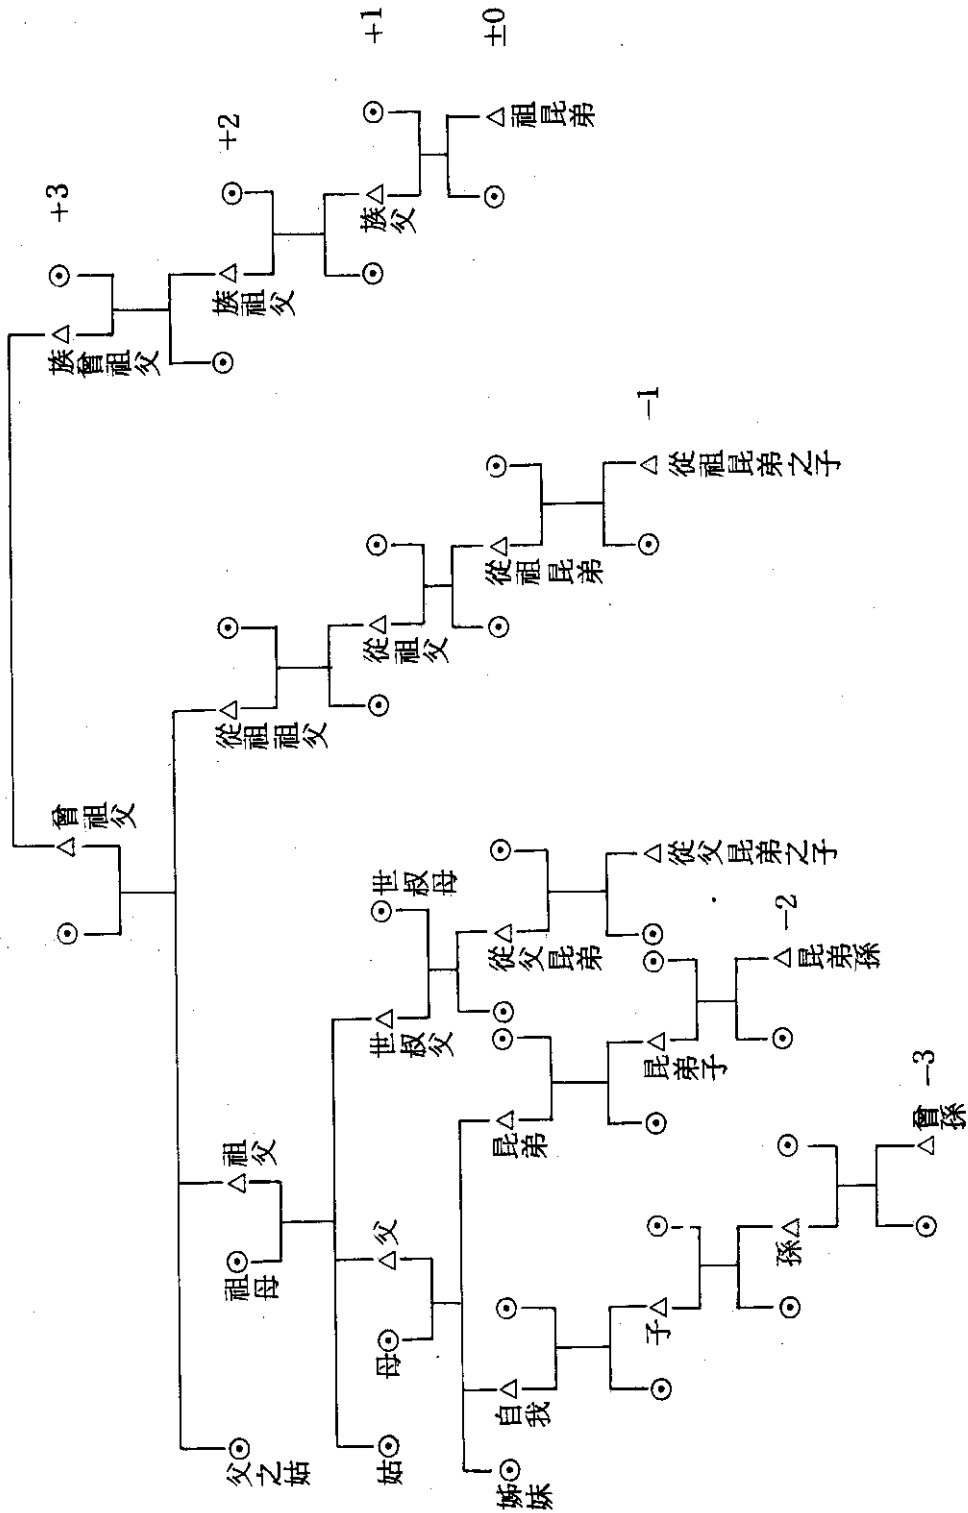 +3
+2
+1
±0
-1
-2
-3
族曾祖父
族祖父
族父
祖昆弟
曾祖父
從祖祖父
從祖父
從祖昆弟
從祖昆弟之子
父之姑
祖母
祖父
姑
母
父
世叔父
世叔母
姊妹
自我
昆弟
從父昆弟
從父昆弟之子
子
昆弟子
昆弟孫
孫
曾孫